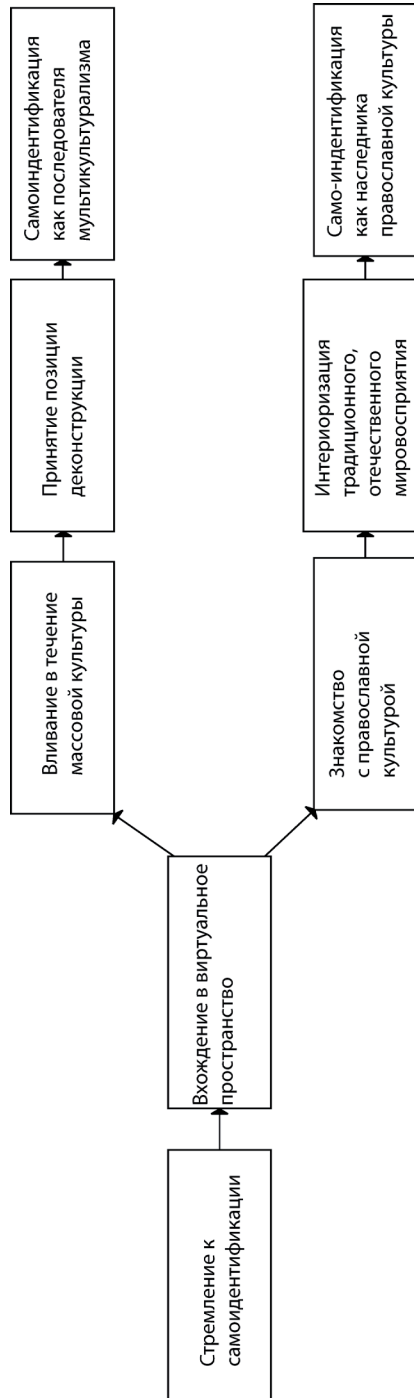 Стремление к
самоидентификации
Вхождение в виртуальное
пространство
Вливание в течение
массовой культуры
Принятие позиции
деконструкции
Самоиндентификация
как последователя
мультикультурализма
Знакомство
с православной
культурой
Интериоризация
традиционного,
отечественного
мировосприятия
Само-индентификация
как наследника
православной культуры